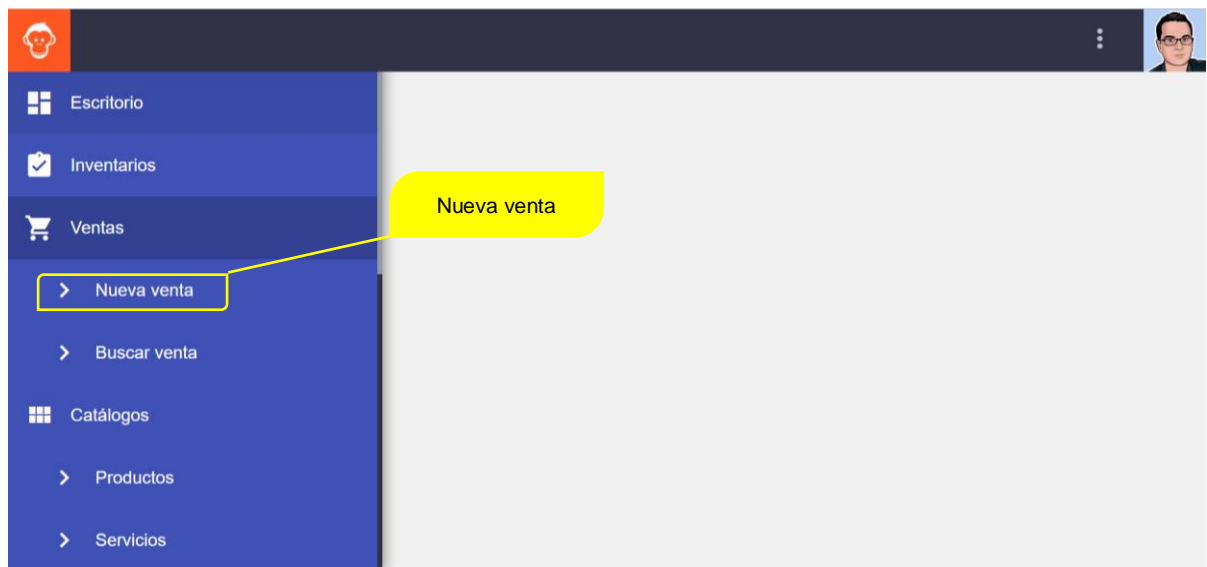 Escritorio
Inventarios
Nueva venta
Ventas
Nueva venta
Buscar venta
Catálogos
Productos
Servicios